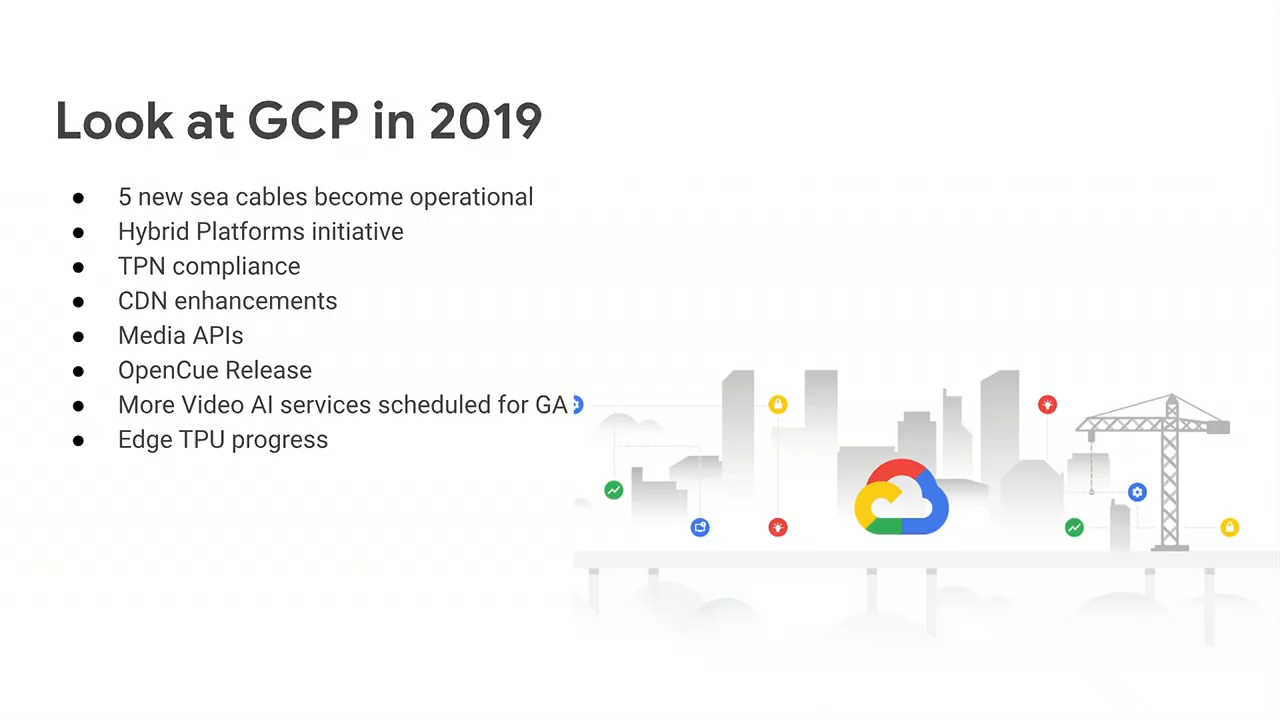 Look at GCP in 2019
● 5 new sea cables become operational
● Hybrid Platforms initiative
● TPN compliance
● CDN enhancements
● Media APIs
● OpenCue Release
● More Video AI services scheduled for GA
● Edge TPU progress